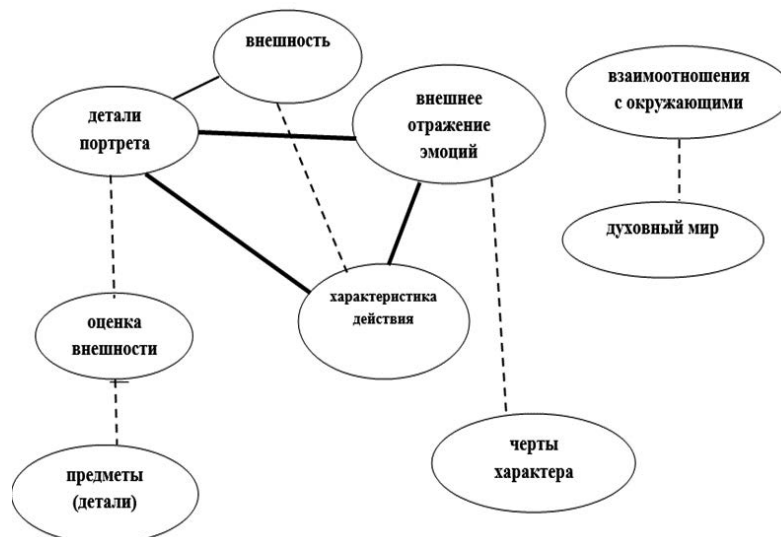 внешность
детали
портрета
внешнее
отражение
эмоций
взаимоотношения
с окружающими
духовный мир
характеристика
действия
оценка
внешности
черты
характера
предметы
(детали)